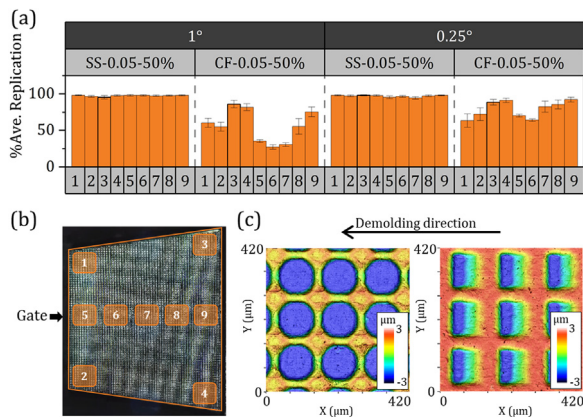 (a)
1° 0.25°
SS-0.05-50% CF-0.05-50% SS-0.05-50% CF-0.05-50%
%Ave. Replication
100
50
0
1 2 3 4 5 6 7 8 9 1 2 3 4 5 6 7 8 9 1 2 3 4 5 6 7 8 9 1 2 3 4 5 6 7 8 9
(b)
3
1
Gate
5 6 7 8 9
2
4
(c)
Demolding direction
420 420
Y (μm) Y (μm)
μm μm
3 3
-3 -3
0 0
0 420 0 420
X (μm) X (μm)